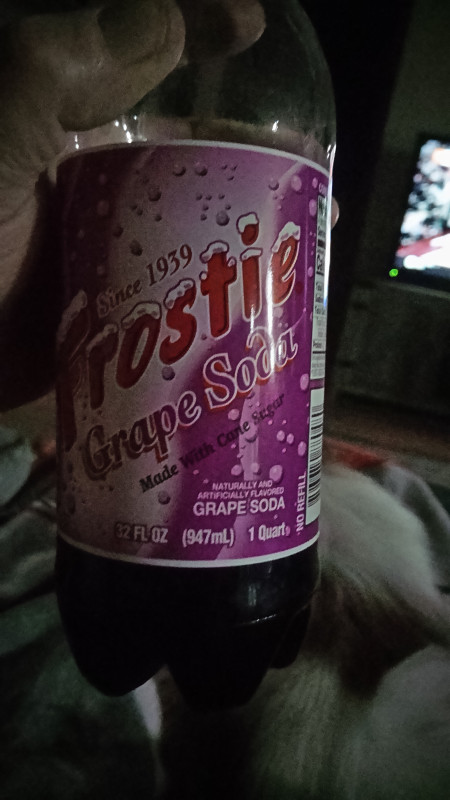 Since 1939
Frostie
Grape Soda
Made With Cane Sugar
NATURALLY AND
ARTIFICIALLY FLAVORED
GRAPE SODA
32 FL OZ (947mL) 1 Quart
NO REFILL